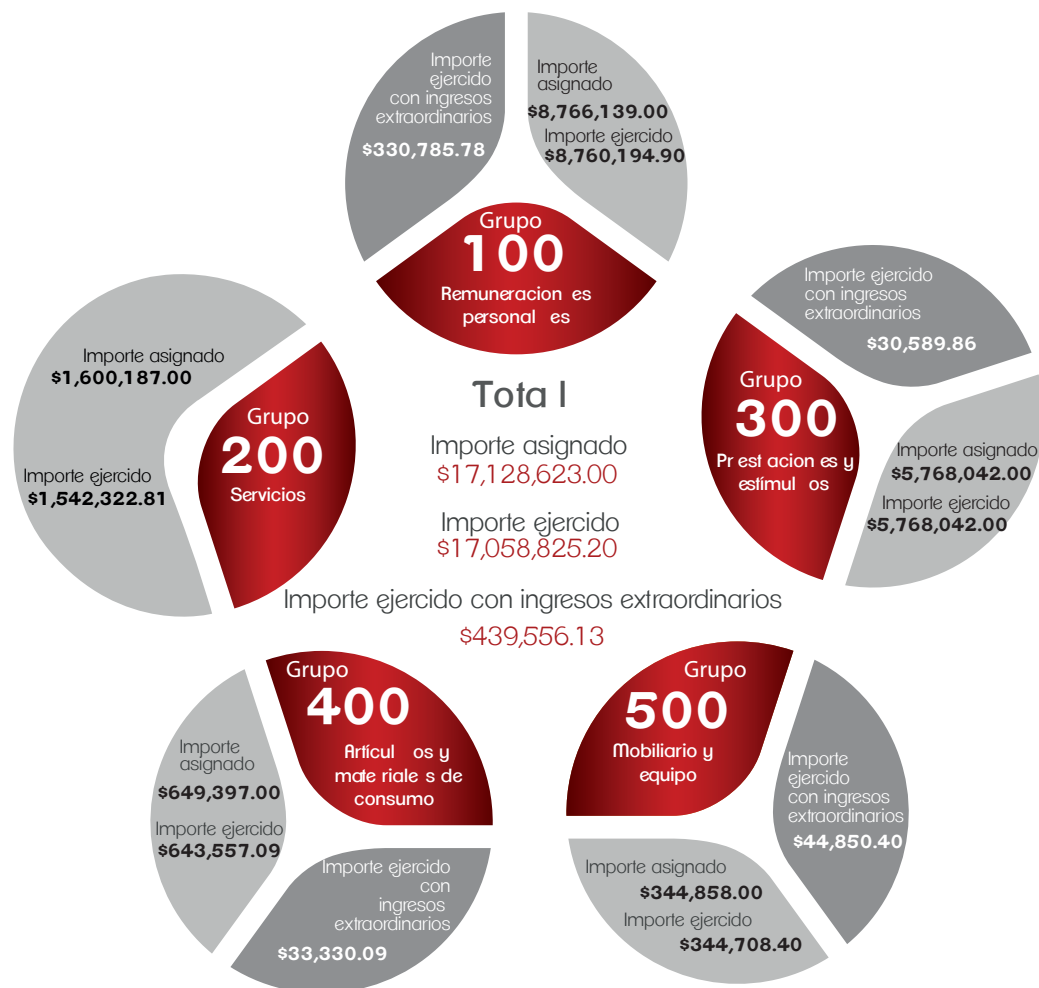 Importe
ejercido
con ingresos
extraordinarios
$330,785.78
Importe
asignado
$8,766,139.00
Importe ejercido
$8,760,194.90
Grupo
100
Remuneracion es
personal es
Importe asignado
$1,600,187.00
Importe ejercido
$1,542,322.81
Grupo
200
Servicios
Importe ejercido
con ingresos
extraordinarios
$30,589.86
Grupo
300
Pr est acion es y
estímul os
Importe asignado
$5,768,042.00
Importe ejercido
$5,768,042.00
Tota l
Importe asignado
$17,128,623.00
Importe ejercido
$17,058,825.20
Importe ejercido con ingresos extraordinarios
$439,556.13
Grupo
400
Artícul os y
mate riale s de
consumo
Importe
asignado
$649,397.00
Importe ejercido
$643,557.09
Importe ejercido
con
ingresos
extraordinarios
$33,330.09
Grupo
500
Mobiliario y
equipo
Importe
ejercido
con ingresos
extraordinarios
$44,850.40
Importe asignado
$344,858.00
Importe ejercido
$344,708.40